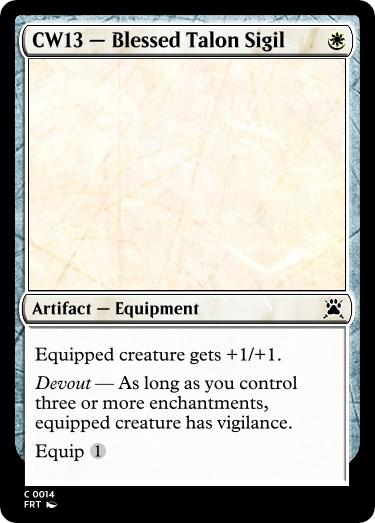 CW13 — Blessed Talon Sigil
Artifact — Equipment
Equipped creature gets +1/+1.
Devout — As long as you control
three or more enchantments,
equipped creature has vigilance.
Equip 1
C 0014
FRT